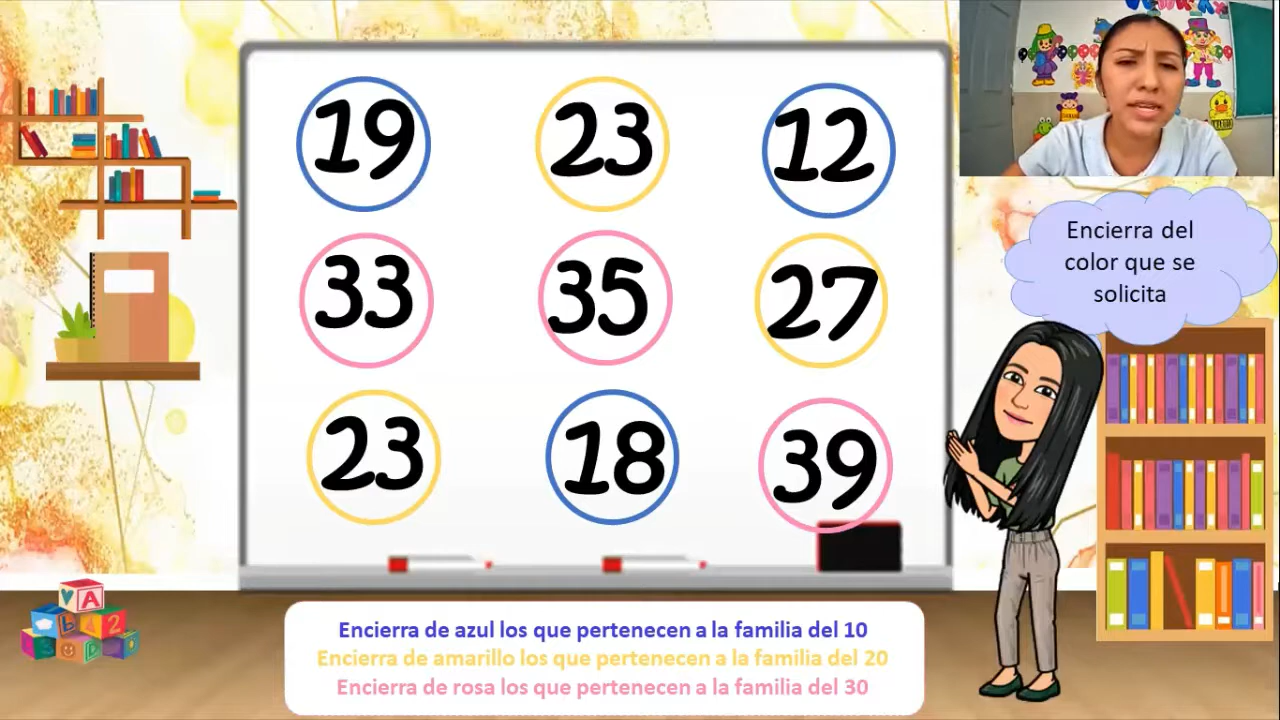 19 23 12
33 35 27
23 18 39
Encierra del
color que se
solicita
Encierra de azul los que pertenecen a la familia del 10
Encierra de amarillo los que pertenecen a la familia del 20
Encierra de rosa los que pertenecen a la familia del 30